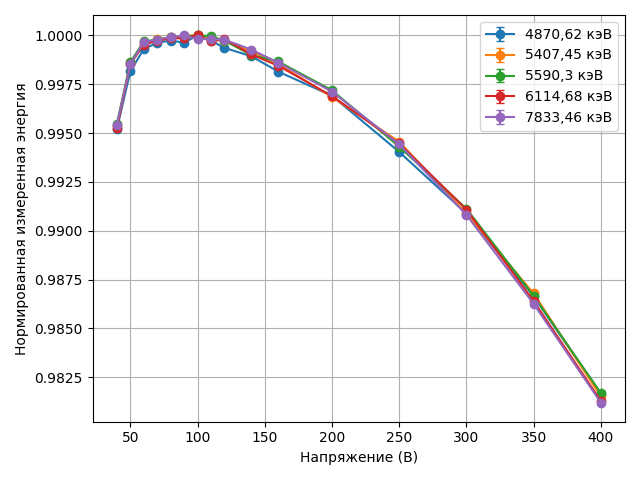 1.0000
0.9975
0.9950
0.9925
0.9900
0.9875
0.9850
0.9825
Нормированная измеренная энергия
4870,62 кэВ
5407,45 кэВ
5590,3 кэВ
6114,68 кэВ
7833,46 кэВ
50 100 150 200 250 300 350 400
Напряжение (В)